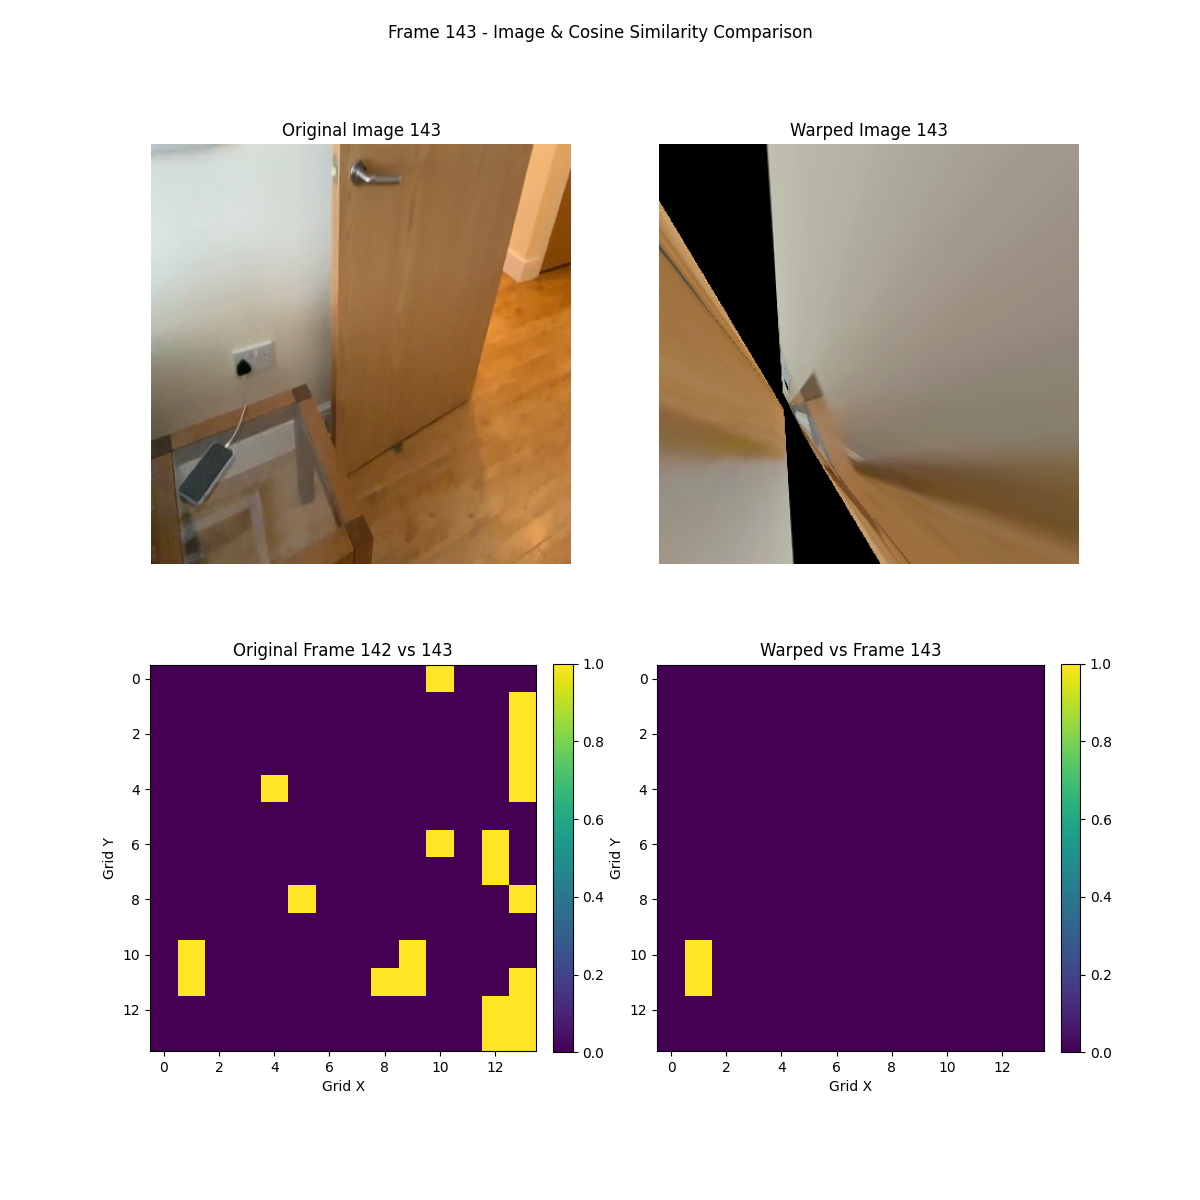 Frame 143 - Image & Cosine Similarity Comparison
Original Image 143
Warped Image 143
Original Frame 142 vs 143
Warped vs Frame 143
0
2
4
6
8
10
12
Grid Y
0 2 4 6 8 10 12
Grid X
1.0
0.8
0.6
0.4
0.2
0.0
0
2
4
6
8
10
12
Grid Y
0 2 4 6 8 10 12
Grid X
1.0
0.8
0.6
0.4
0.2
0.0